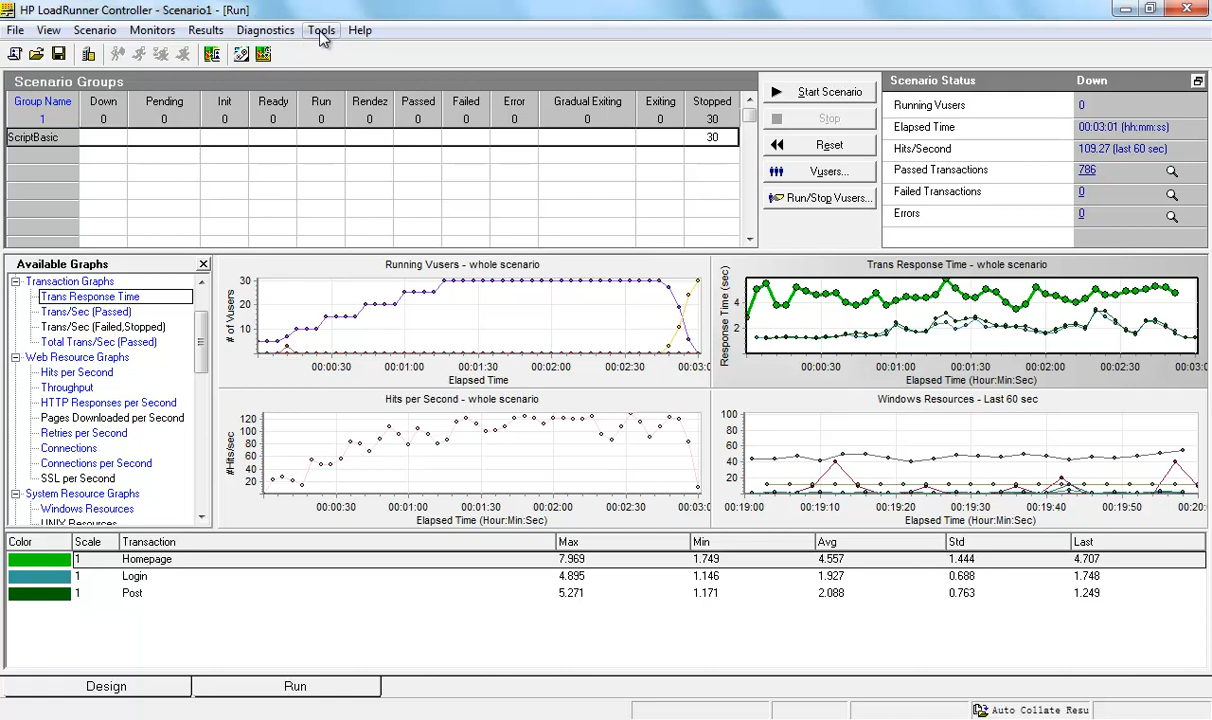 HP LoadRunner Controller - Scenario1 - [Run]
File View Scenario Monitors Results Diagnostics Tools Help
Scenario Groups
Group Name Down Pending Init Ready Run Rendez Passed Failed Error Gradual Exiting Exiting Stopped
1 0 0 0 0 0 0 0 0 0 0 0 30
ScriptBasic 30
Start Scenario
Stop
Reset
Vusers...
Run/Stop Vusers...
Scenario Status Down
Running Vusers 0
Elapsed Time 00:03:01 (hh:mm:ss)
Hits/Second 109.27 (last 60 sec)
Passed Transactions 786
Failed Transactions 0
Errors 0
Available Graphs
Transaction Graphs
Trans Response Time
Trans/Sec (Passed)
Trans/Sec (Failed,Stopped)
Total Trans/Sec (Passed)
Web Resource Graphs
Hits per Second
Throughput
HTTP Responses per Second
Pages Downloaded per Second
Retries per Second
Connections
Connections per Second
SSL per Second
System Resource Graphs
Windows Resources
UNIX Resources
Running Vusers - whole scenario
# of Vusers
30
20
10
00:00:30 00:01:00 00:01:30 00:02:00 00:02:30 00:03:0
Elapsed Time
Trans Response Time - whole scenario
Response Time (sec)
4
2
00:00:30 00:01:00 00:01:30 00:02:00 00:02:30 00:03:
Elapsed Time (Hour:Min:Sec)
Hits per Second - whole scenario
#Hits/sec
120
100
80
60
40
20
00:00:30 00:01:00 00:01:30 00:02:00 00:02:30 00:03:0
Elapsed Time (Hour:Min:Sec)
Windows Resources - Last 60 sec
100
80
60
40
20
00:19:00 00:19:10 00:19:20 00:19:30 00:19:40 00:19:50 00:20:
Elapsed Time (Hour:Min:Sec)
Color Scale Transaction Max Min Avg Std Last
1 Homepage 7.969 1.749 4.557 1.444 4.707
1 Login 4.895 1.146 1.927 0.688 1.748
1 Post 5.271 1.171 2.088 0.763 1.249
Design Run
Auto Collate Resu